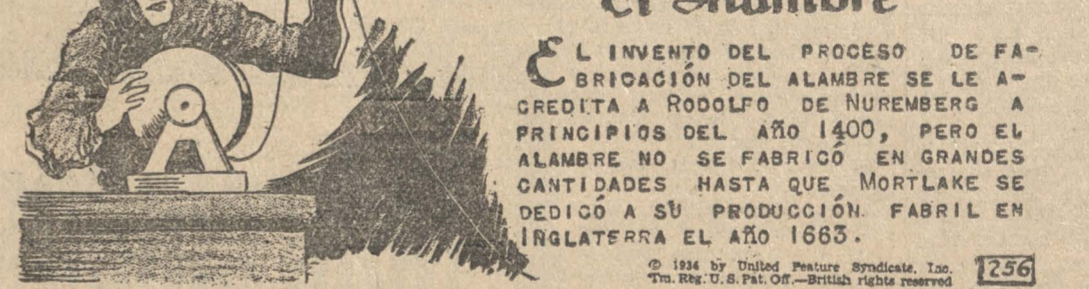 El Alambre
EL INVENTO DEL PROCESO DE FA-
BRICACIÓN DEL ALAMBRE SE LE A-
CREDITA A RODOLFO DE NUREMBERG A
PRINCIPIOS DEL AÑO 1400, PERO EL
ALAMBRE NO SE FABRICÓ EN GRANDES
CANTIDADES HASTA QUE MORTLAKE SE
DEDICÓ A SU PRODUCCIÓN FABRIL EN
INGLATERRA EL AÑO 1663.
© 1934 by United Feature Syndicate, Inc.
Tm. Reg. U. S. Pat. Off.—British rights reserved
256